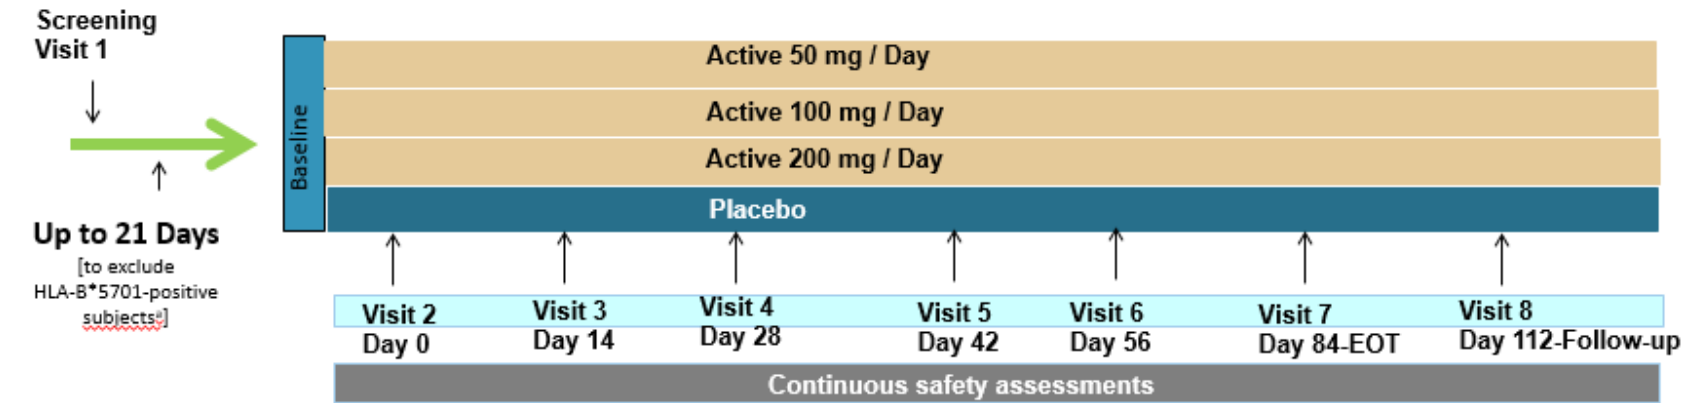 Screening
Visit 1
Up to 21 Days
[to exclude
HLA-B*5701-positive
subjectsª]
Baseline
Active 50 mg / Day
Active 100 mg / Day
Active 200 mg / Day
Placebo
Visit 2
Day 0
Visit 3
Day 14
Visit 4
Day 28
Visit 5
Day 42
Visit 6
Day 56
Visit 7
Day 84-EOT
Visit 8
Day 112-Follow-up
Continuous safety assessments